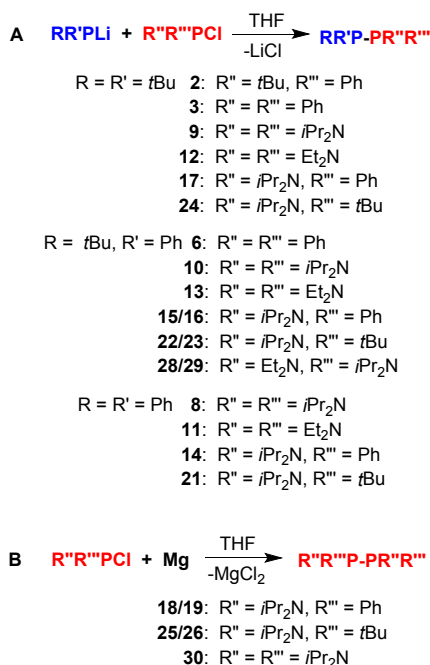 A RR'PLi + R"R'''PCl THF -LiCl RR'P-PR"R'''
R = R' = tBu 2: R" = tBu, R''' = Ph
3: R" = R''' = Ph
9: R" = R''' = iPr₂N
12: R" = R''' = Et₂N
17: R" = iPr₂N, R''' = Ph
24: R" = iPr₂N, R''' = tBu
R = tBu, R' = Ph 6: R" = R''' = Ph
10: R" = R''' = iPr₂N
13: R" = R''' = Et₂N
15/16: R" = iPr₂N, R''' = Ph
22/23: R" = iPr₂N, R''' = tBu
28/29: R" = Et₂N, R''' = iPr₂N
R = R' = Ph 8: R" = R''' = iPr₂N
11: R" = R''' = Et₂N
14: R" = iPr₂N, R''' = Ph
21: R" = iPr₂N, R''' = tBu
B R"R'''PCl + Mg THF -MgCl₂ R"R'''P-PR"R'''
18/19: R" = iPr₂N, R''' = Ph
25/26: R" = iPr₂N, R''' = tBu
30: R" = R''' = iPr₂N